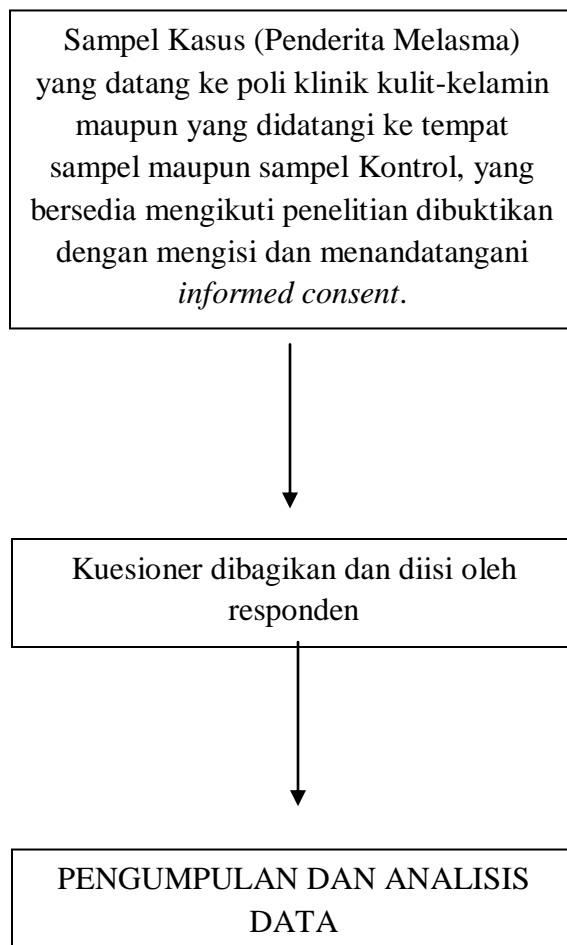 Sampel Kasus (Penderita Melasma)
yang datang ke poli klinik kulit-kelamin
maupun yang didatangi ke tempat
sampel maupun sampel Kontrol, yang
bersedia mengikuti penelitian dibuktikan
dengan mengisi dan menandatangani
informed consent.
Kuesioner dibagikan dan diisi oleh
responden
PENGUMPULAN DAN ANALISIS
DATA